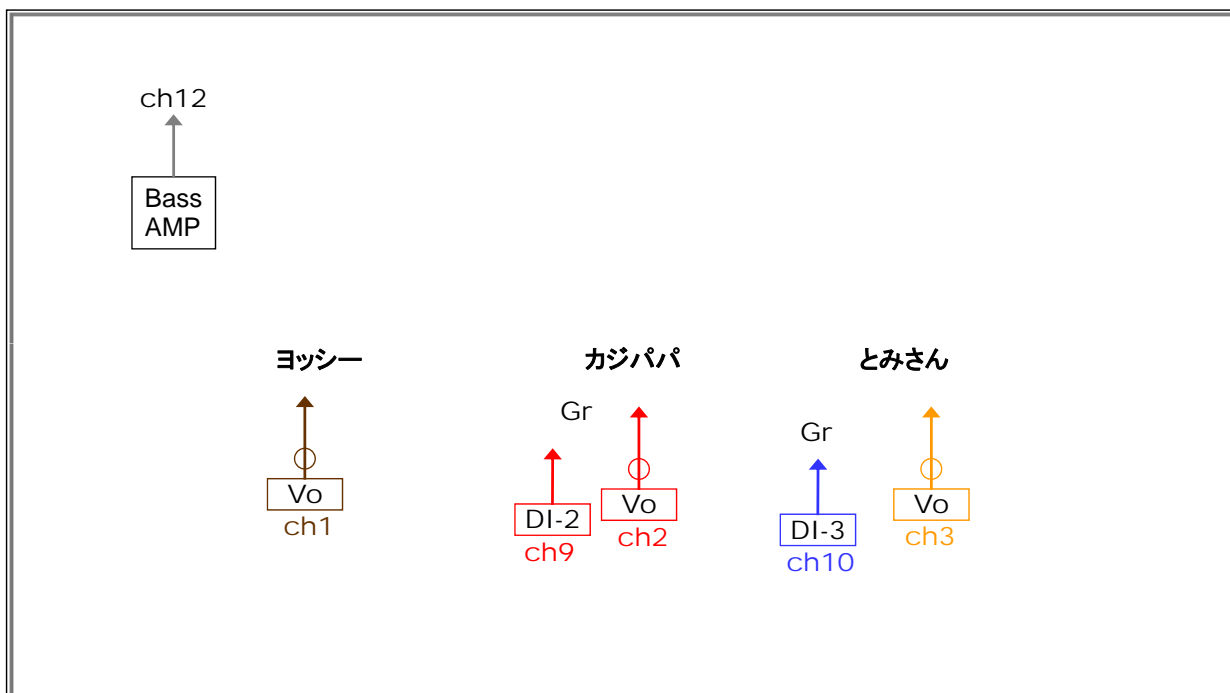 ch12
Bass
AMP
ヨッシー
カジパパ
とみさん
Gr
Gr
Vo
ch1
DI-2
ch9
Vo
ch2
DI-3
ch10
Vo
ch3